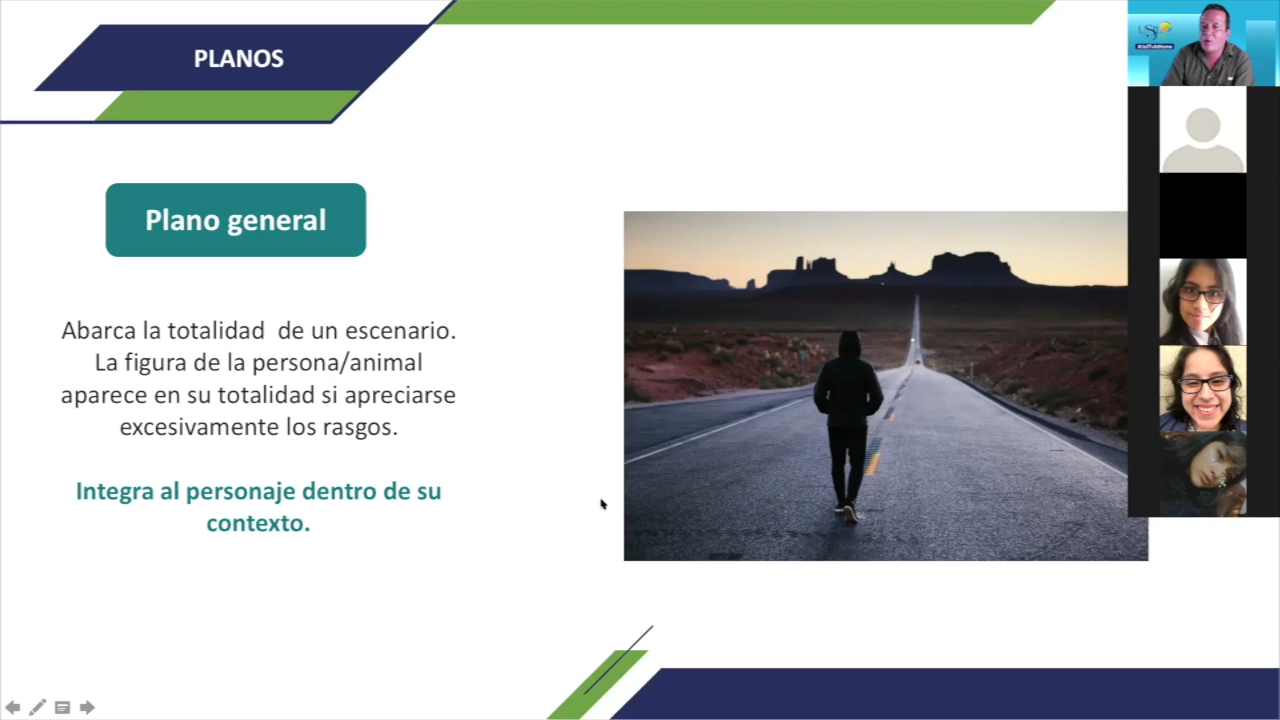 PLANOS
Plano general
Abarca la totalidad de un escenario.
La figura de la persona/animal
aparece en su totalidad si apreciarse
excesivamente los rasgos.
Integra al personaje dentro de su
contexto.